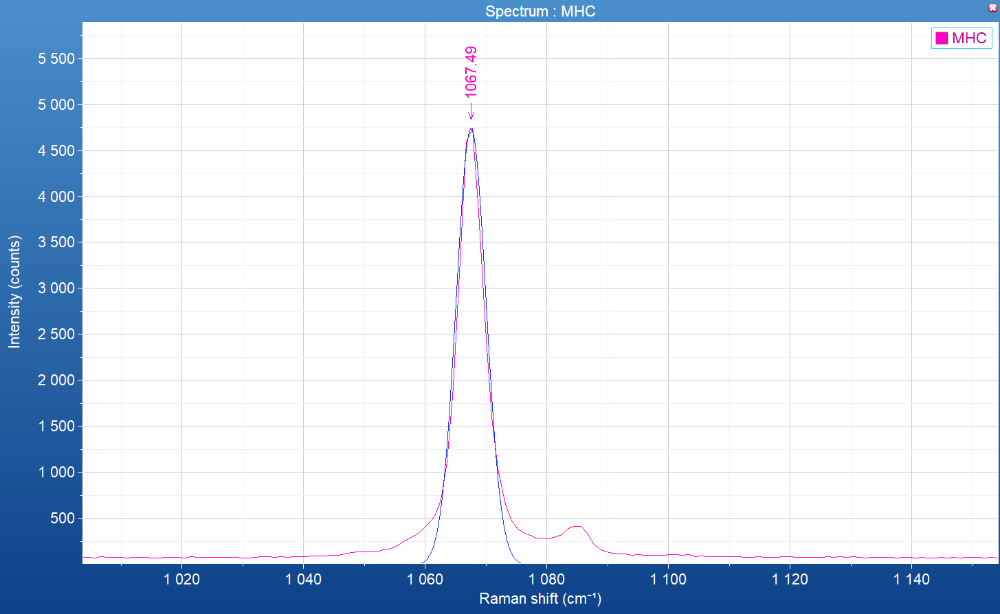 Spectrum : MHC
MHC
1067.49
5 500
5 000
4 500
4 000
3 500
3 000
2 500
2 000
1 500
1 000
500
Intensity (counts)
1 020 1 040 1 060 1 080 1 100 1 120 1 140
Raman shift (cm⁻¹)